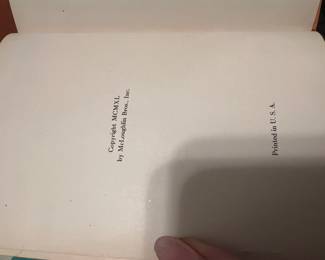 Copyright MCMXL
by McLoughlin Bros., Inc.
Printed in U. S. A.